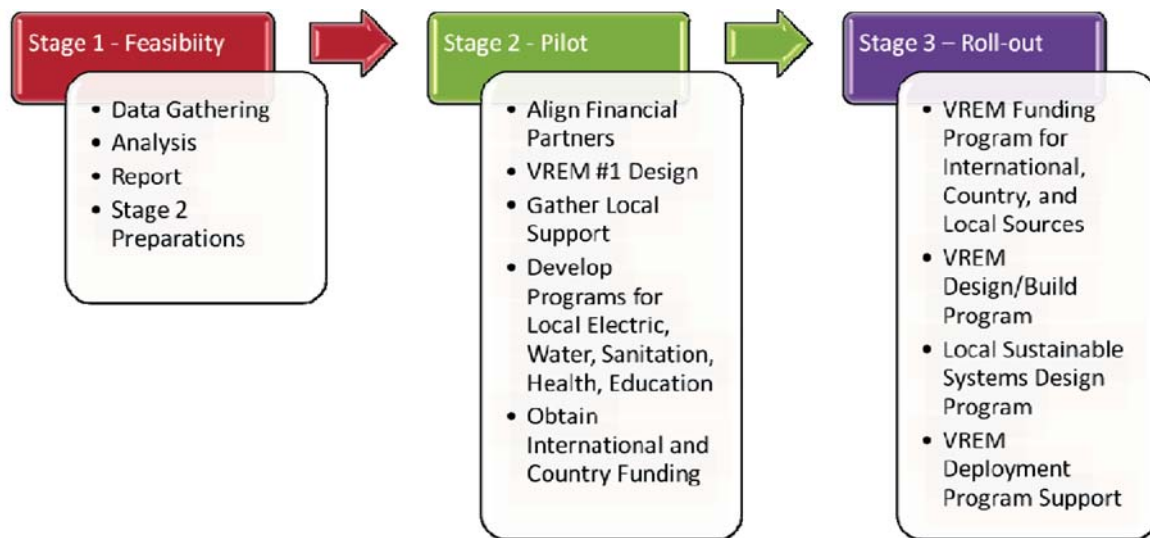 Stage 1 - Feasibiity
• Data Gathering
• Analysis
• Report
• Stage 2
Preparations
Stage 2 - Pilot
• Align Financial
Partners
• VREM #1 Design
• Gather Local
Support
• Develop
Programs for
Local Electric,
Water, Sanitation,
Health, Education
• Obtain
International and
Country Funding
Stage 3 – Roll-out
• VREM Funding
Program for
International,
Country, and
Local Sources
• VREM
Design/Build
Program
• Local Sustainable
Systems Design
Program
• VREM
Deployment
Program Support